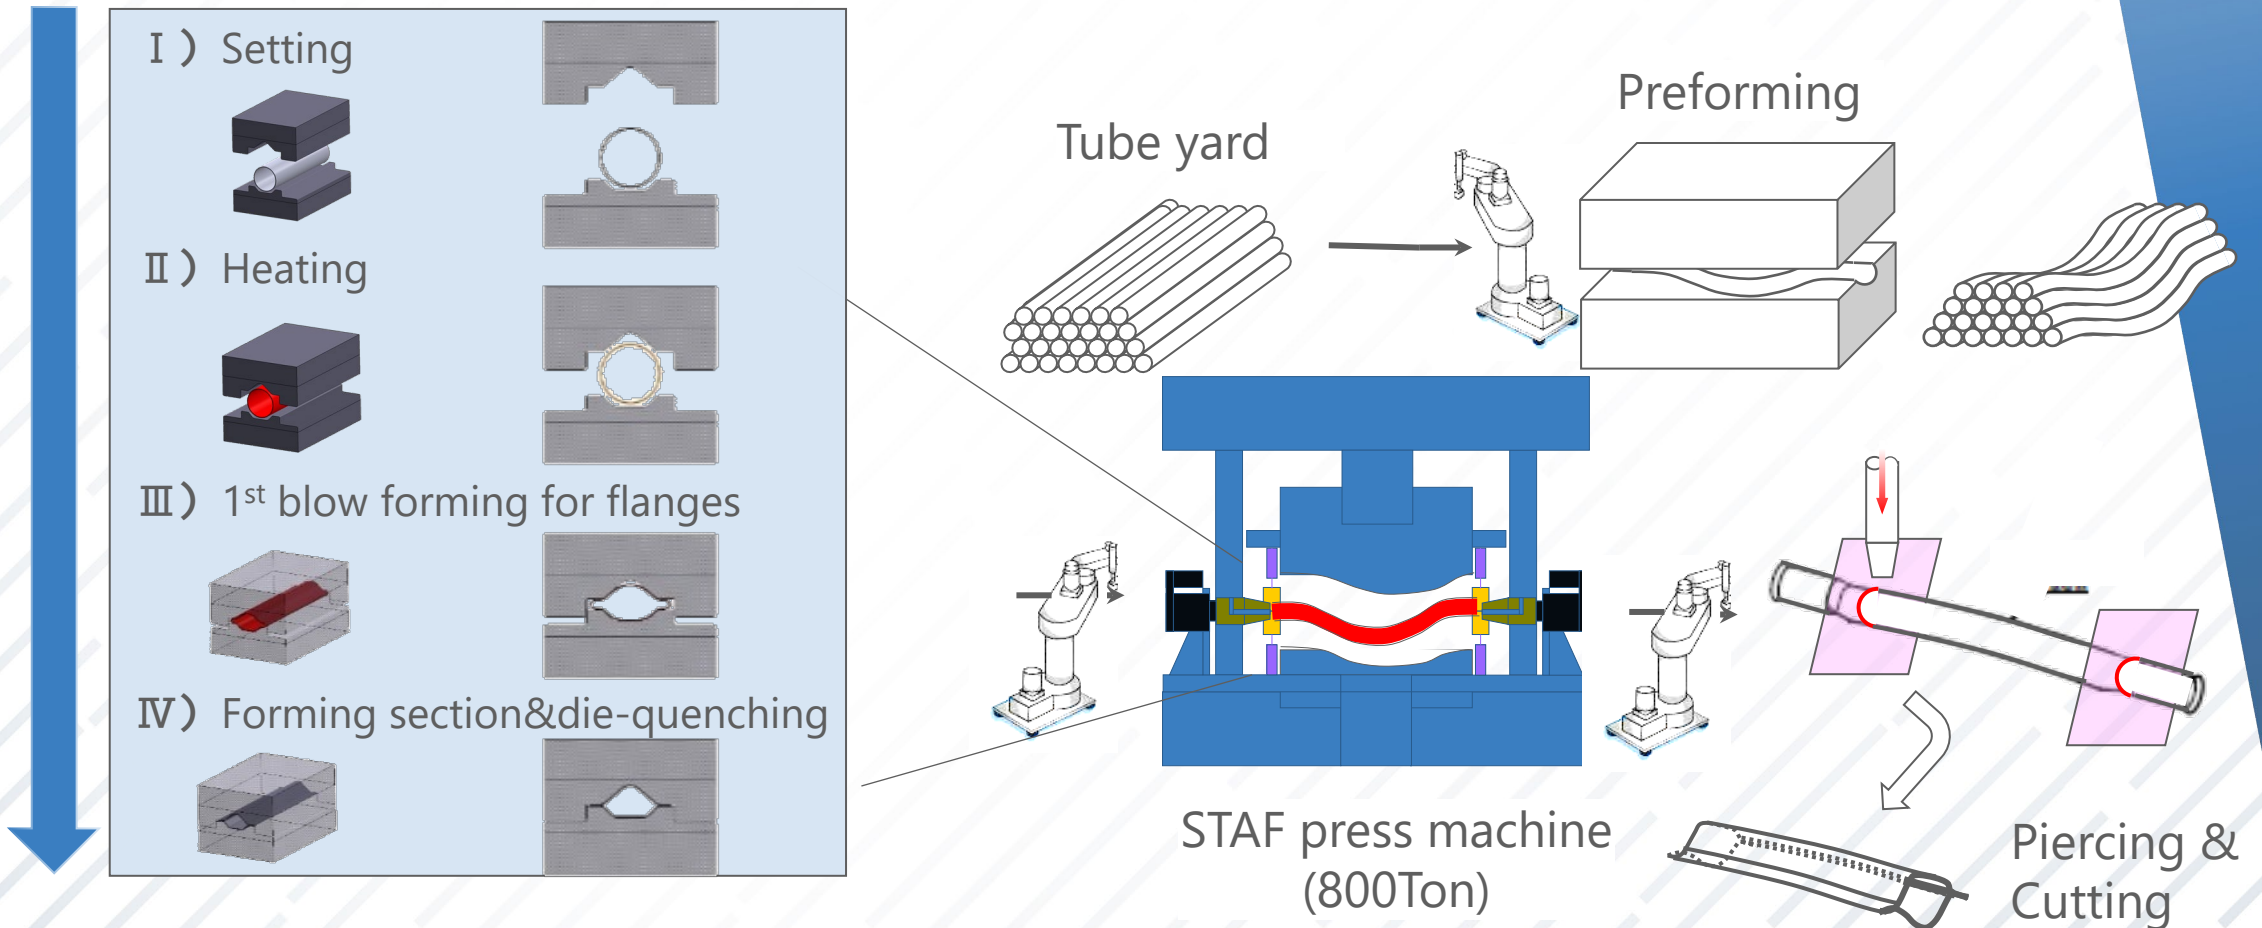 Ⅰ）Setting
Ⅱ）Heating
Ⅲ）1st blow forming for flanges
Ⅳ）Forming section&die-quenching
Tube yard
Preforming
STAF press machine
(800Ton)
Piercing &
Cutting